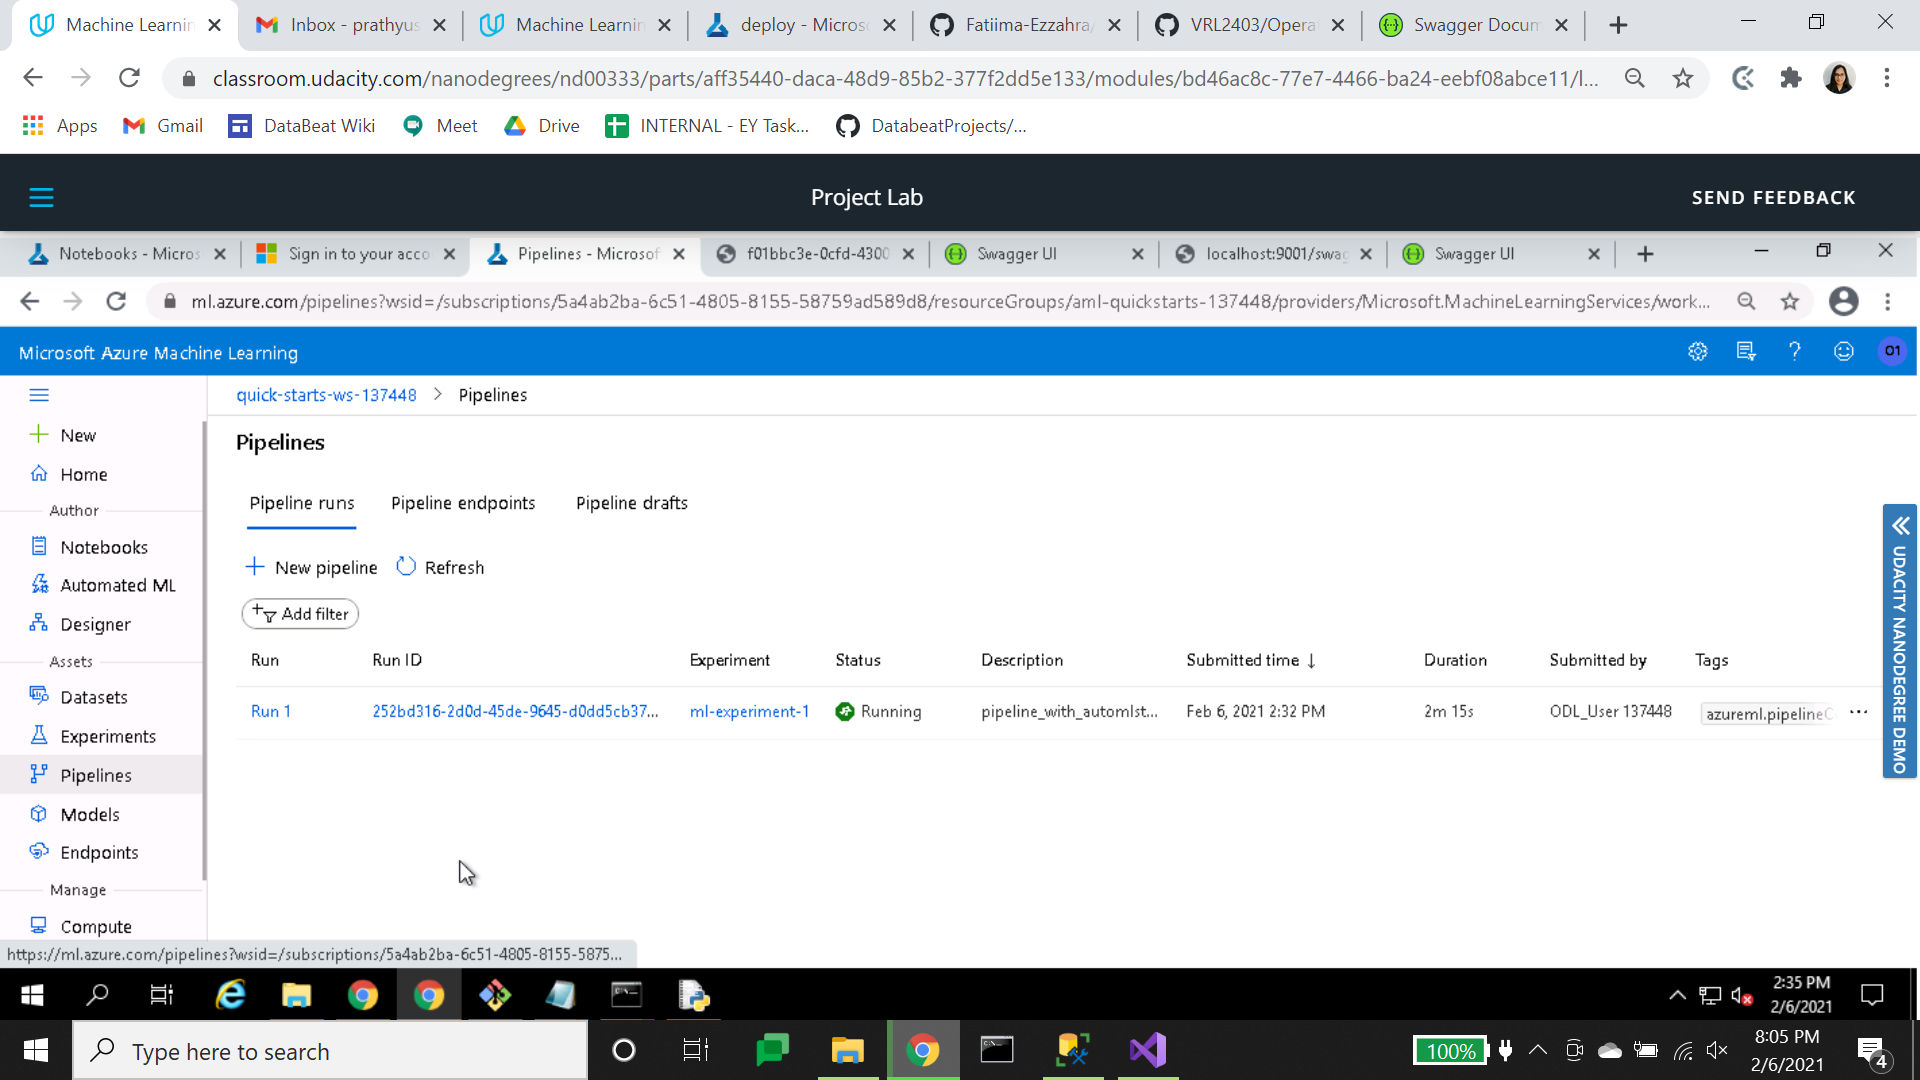 Machine Learnin
Inbox - prathyus
Machine Learnin
deploy - Micros
Fatiima-Ezzahra/
VRL2403/Opera
Swagger Docum
classroom.udacity.com/nanodegrees/nd00333/parts/aff35440-daca-48d9-85b2-377f2dd5e133/modules/bd46ac8c-77e7-4466-ba24-eebf08abce11/l...
Apps
Gmail
DataBeat Wiki
Meet
Drive
INTERNAL - EY Task...
DatabeatProjects/...
Project Lab
SEND FEEDBACK
Notebooks - Micros
Sign in to your acco
Pipelines - Microsof
f01bbc3e-0cfd-4300
Swagger UI
localhost:9001/swag
Swagger UI
ml.azure.com/pipelines?wsid=/subscriptions/5a4ab2ba-6c51-4805-8155-58759ad589d8/resourceGroups/aml-quickstarts-137448/providers/Microsoft.MachineLearningServices/work...
Microsoft Azure Machine Learning
O1
quick-starts-ws-137448 > Pipelines
New
Home
Author
Notebooks
Automated ML
Designer
Assets
Datasets
Experiments
Pipelines
Models
Endpoints
Manage
Compute
Pipelines
Pipeline runs
Pipeline endpoints
Pipeline drafts
New pipeline
Refresh
Add filter
Run Run ID Experiment Status Description Submitted time ↓ Duration Submitted by Tags
Run 1 252bd316-2d0d-45de-9645-d0dd5cb37... ml-experiment-1 Running pipeline_with_automlst... Feb 6, 2021 2:32 PM 2m 15s ODL_User 137448 azureml.pipelineC ...
UDACITY NANODEGREE DEMO
https://ml.azure.com/pipelines?wsid=/subscriptions/5a4ab2ba-6c51-4805-8155-5875...
2:35 PM
2/6/2021
Type here to search
100%
8:05 PM
2/6/2021
4